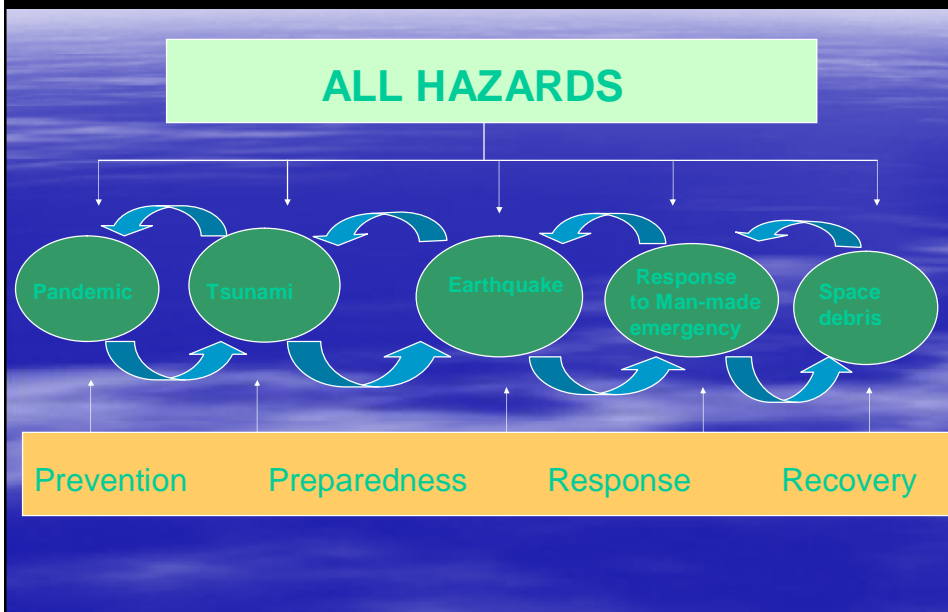 ALL HAZARDS
Pandemic
Tsunami
Earthquake
Response
to Man-made
emergency
Space
debris
Prevention Preparedness Response Recovery